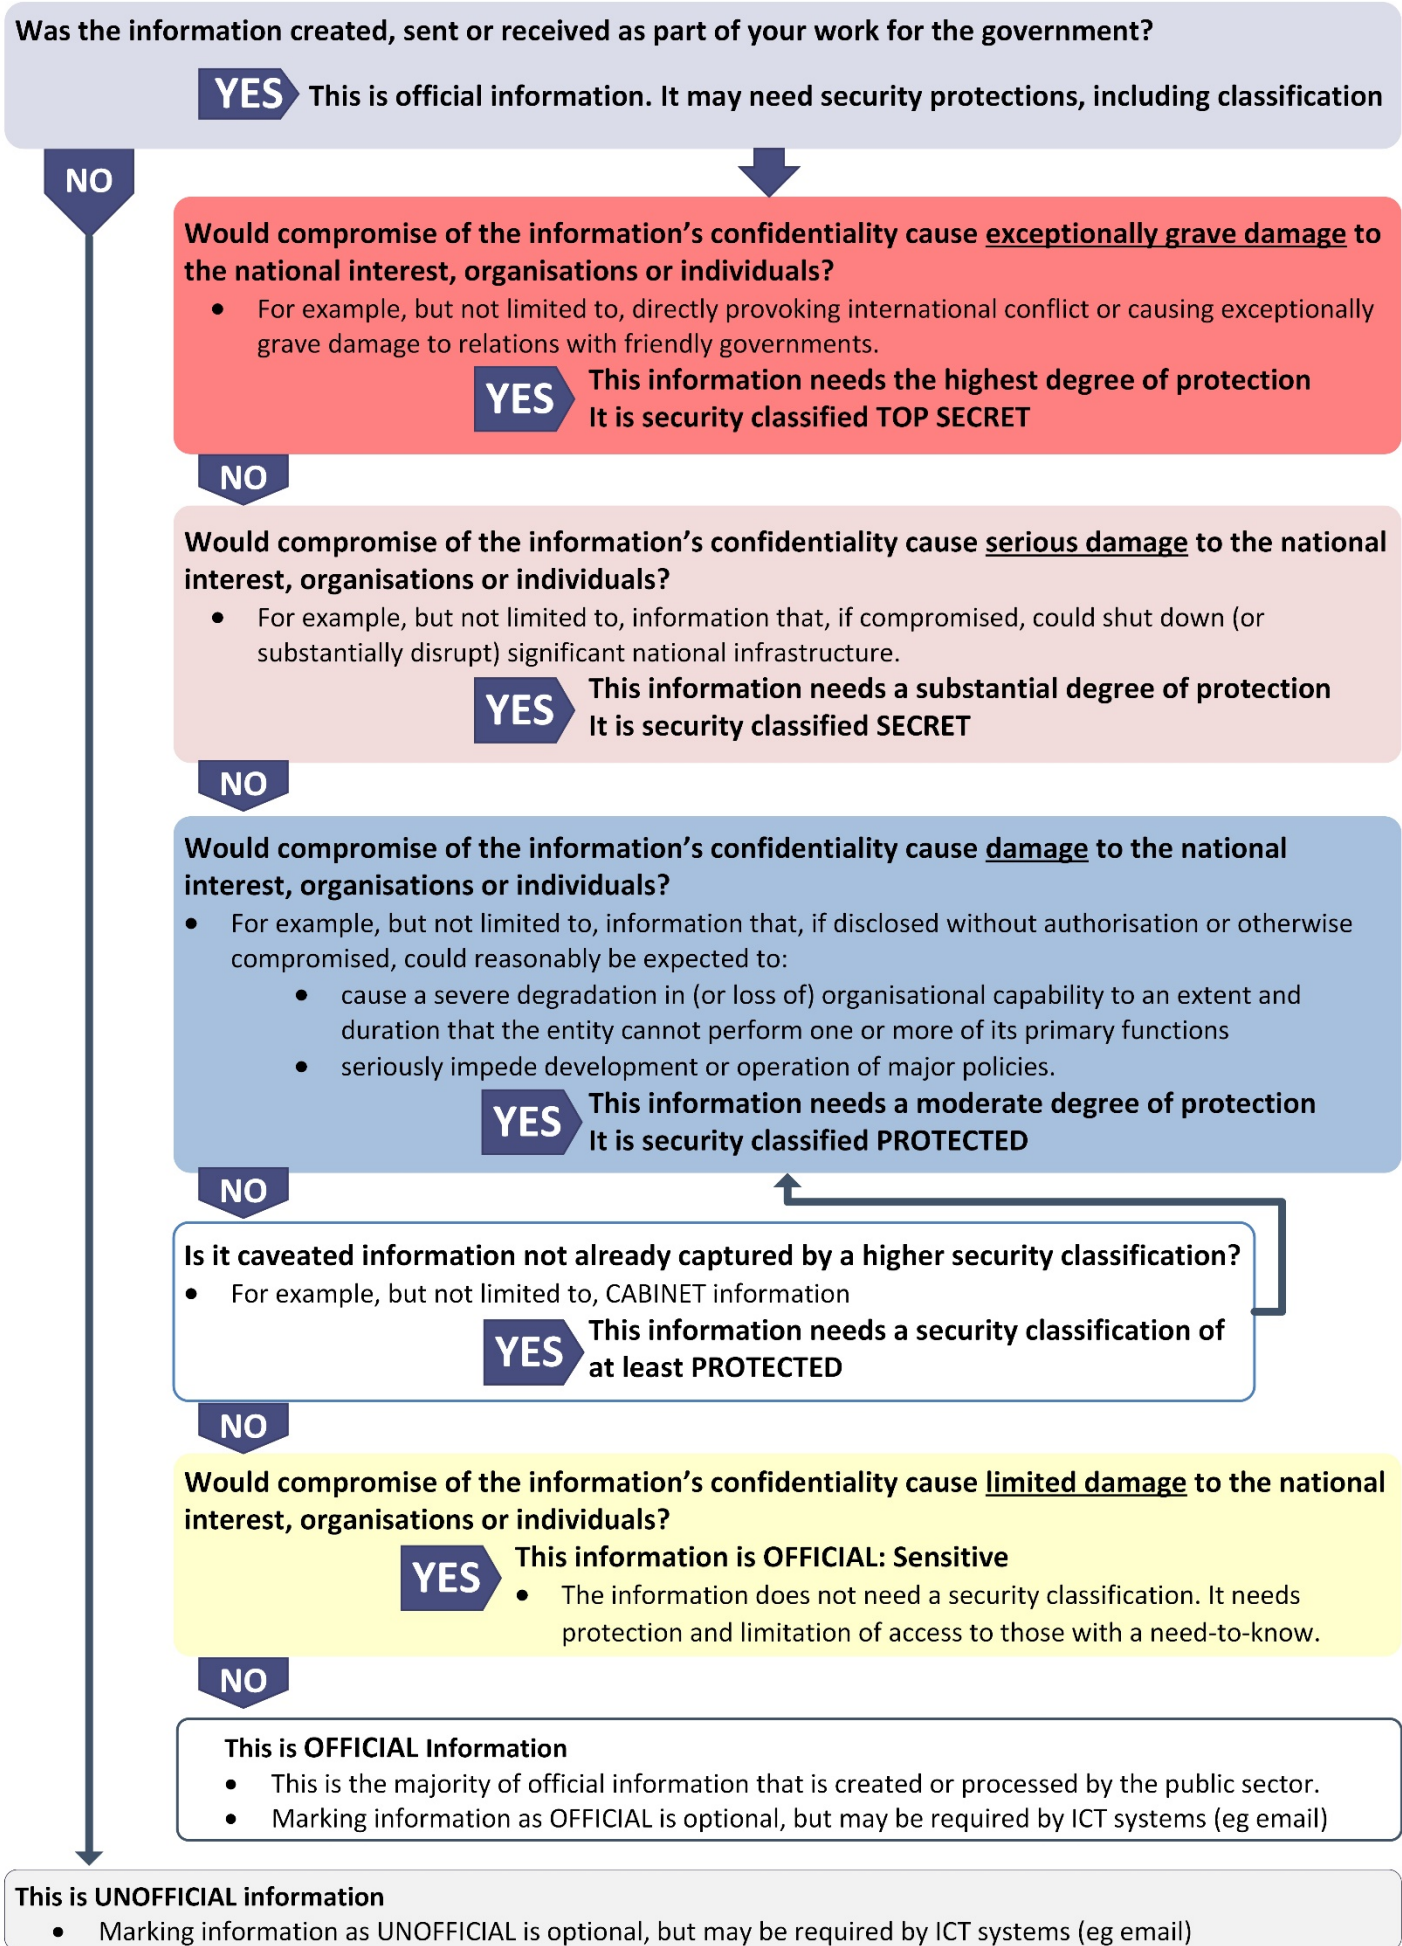 Was the information created, sent or received as part of your work for the government?
YES This is official information. It may need security protections, including classification
NO
Would compromise of the information’s confidentiality cause exceptionally grave damage to
the national interest, organisations or individuals?
• For example, but not limited to, directly provoking international conflict or causing exceptionally
grave damage to relations with friendly governments.
YES
This information needs the highest degree of protection
It is security classified TOP SECRET
NO
Would compromise of the information’s confidentiality cause serious damage to the national
interest, organisations or individuals?
• For example, but not limited to, information that, if compromised, could shut down (or
substantially disrupt) significant national infrastructure.
YES
This information needs a substantial degree of protection
It is security classified SECRET
NO
Would compromise of the information’s confidentiality cause damage to the national
interest, organisations or individuals?
• For example, but not limited to, information that, if disclosed without authorisation or otherwise
compromised, could reasonably be expected to:
• cause a severe degradation in (or loss of) organisational capability to an extent and
duration that the entity cannot perform one or more of its primary functions
• seriously impede development or operation of major policies.
YES
This information needs a moderate degree of protection
It is security classified PROTECTED
NO
Is it caveated information not already captured by a higher security classification?
• For example, but not limited to, CABINET information
YES
This information needs a security classification of
at least PROTECTED
NO
Would compromise of the information’s confidentiality cause limited damage to the national
interest, organisations or individuals?
YES
This information is OFFICIAL: Sensitive
• The information does not need a security classification. It needs
protection and limitation of access to those with a need-to-know.
NO
This is OFFICIAL Information
• This is the majority of official information that is created or processed by the public sector.
• Marking information as OFFICIAL is optional, but may be required by ICT systems (eg email)
This is UNOFFICIAL information
• Marking information as UNOFFICIAL is optional, but may be required by ICT systems (eg email)